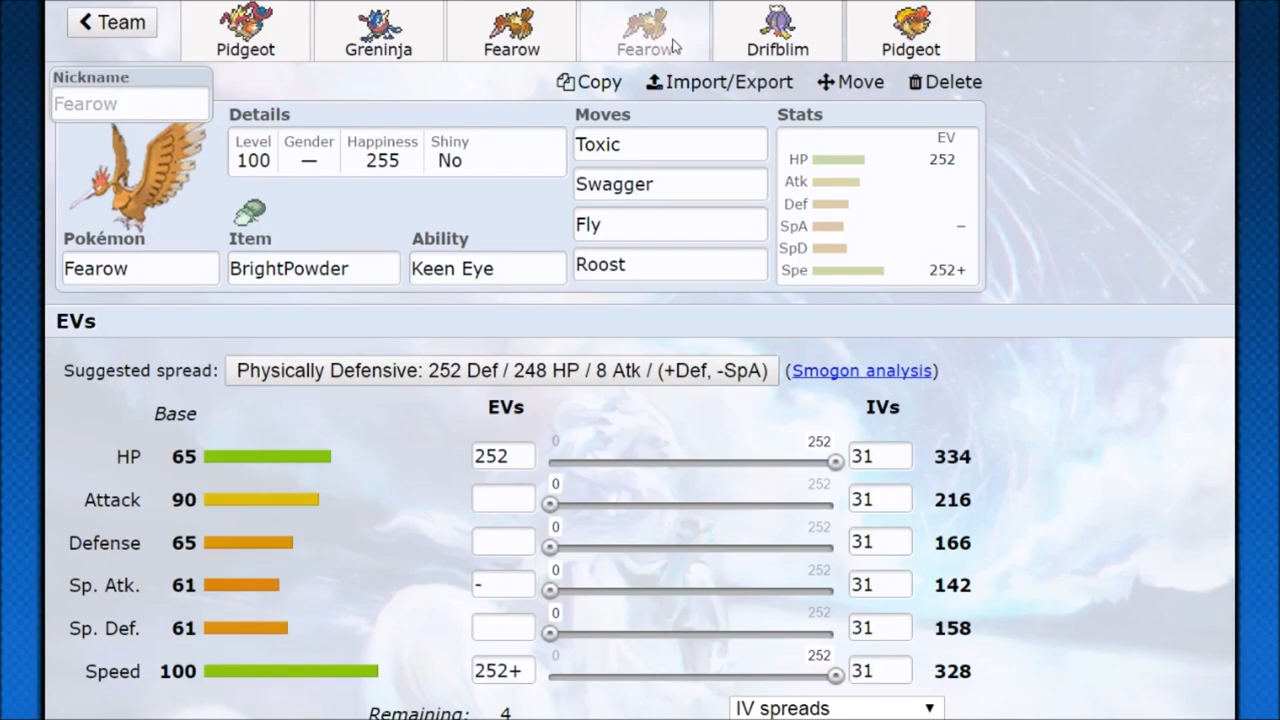 Team
Pidgeot Greninja Fearow Fearow Drifblim Pidgeot
Nickname
Fearow
Copy Import/Export Move Delete
Details Moves Stats
Level Gender Happiness Shiny
100 — 255 No
Toxic
Swagger
Fly
Roost
EV
HP 252
Atk
Def
SpA –
SpD
Spe 252+
Pokémon Item Ability
Fearow BrightPowder Keen Eye
EVs
Suggested spread: Physically Defensive: 252 Def / 248 HP / 8 Atk / (+Def, -SpA) (Smogon analysis)
Base EVs IVs
HP 65 252 0 252 31 334
Attack 90 0 252 31 216
Defense 65 0 252 31 166
Sp. Atk. 61 - 0 252 31 142
Sp. Def. 61 0 252 31 158
Speed 100 252+ 0 252 31 328
Remaining: 4 IV spreads